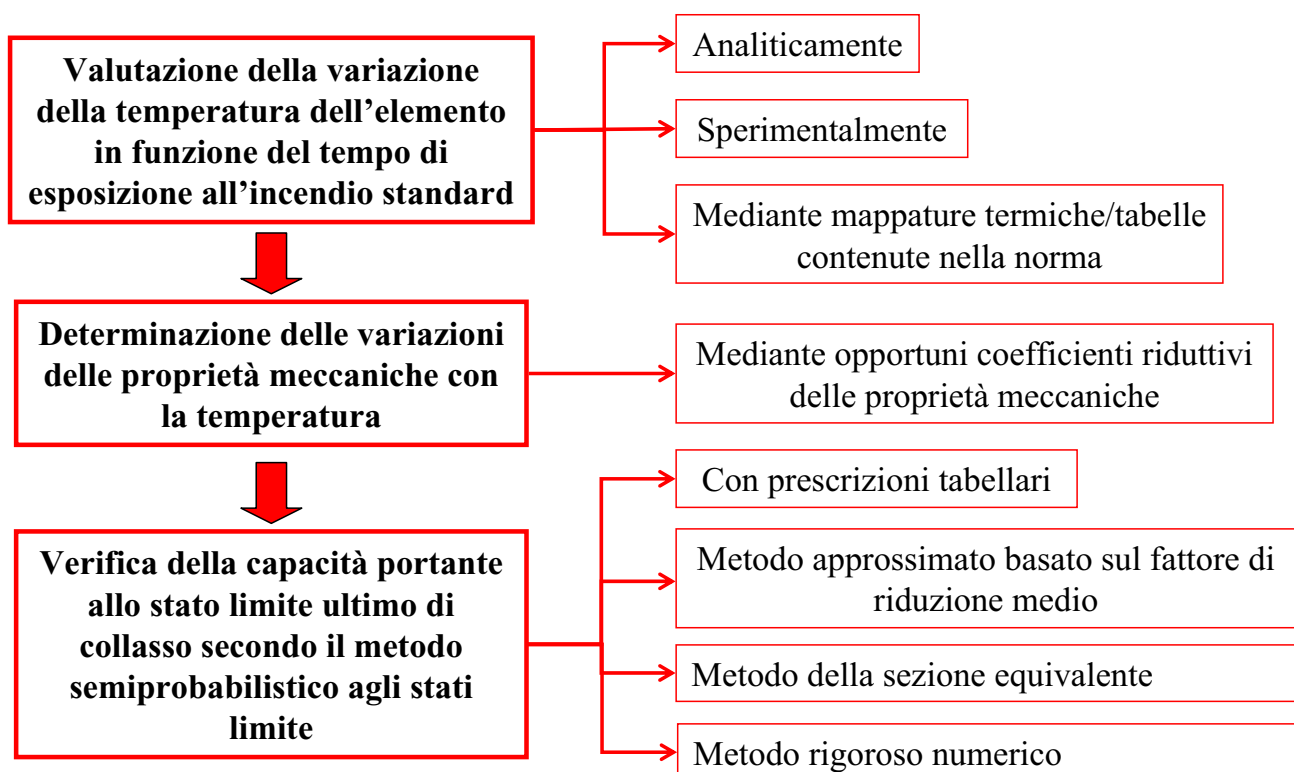 Valutazione della variazione
della temperatura dell’elemento
in funzione del tempo di
esposizione all’incendio standard
Analiticamente
Sperimentalmente
Mediante mappature termiche/tabelle
contenute nella norma
Determinazione delle variazioni
delle proprietà meccaniche con
la temperatura
Mediante opportuni coefficienti riduttivi
delle proprietà meccaniche
Verifica della capacità portante
allo stato limite ultimo di
collasso secondo il metodo
semiprobabilistico agli stati
limite
Con prescrizioni tabellari
Metodo approssimato basato sul fattore di
riduzione medio
Metodo della sezione equivalente
Metodo rigoroso numerico